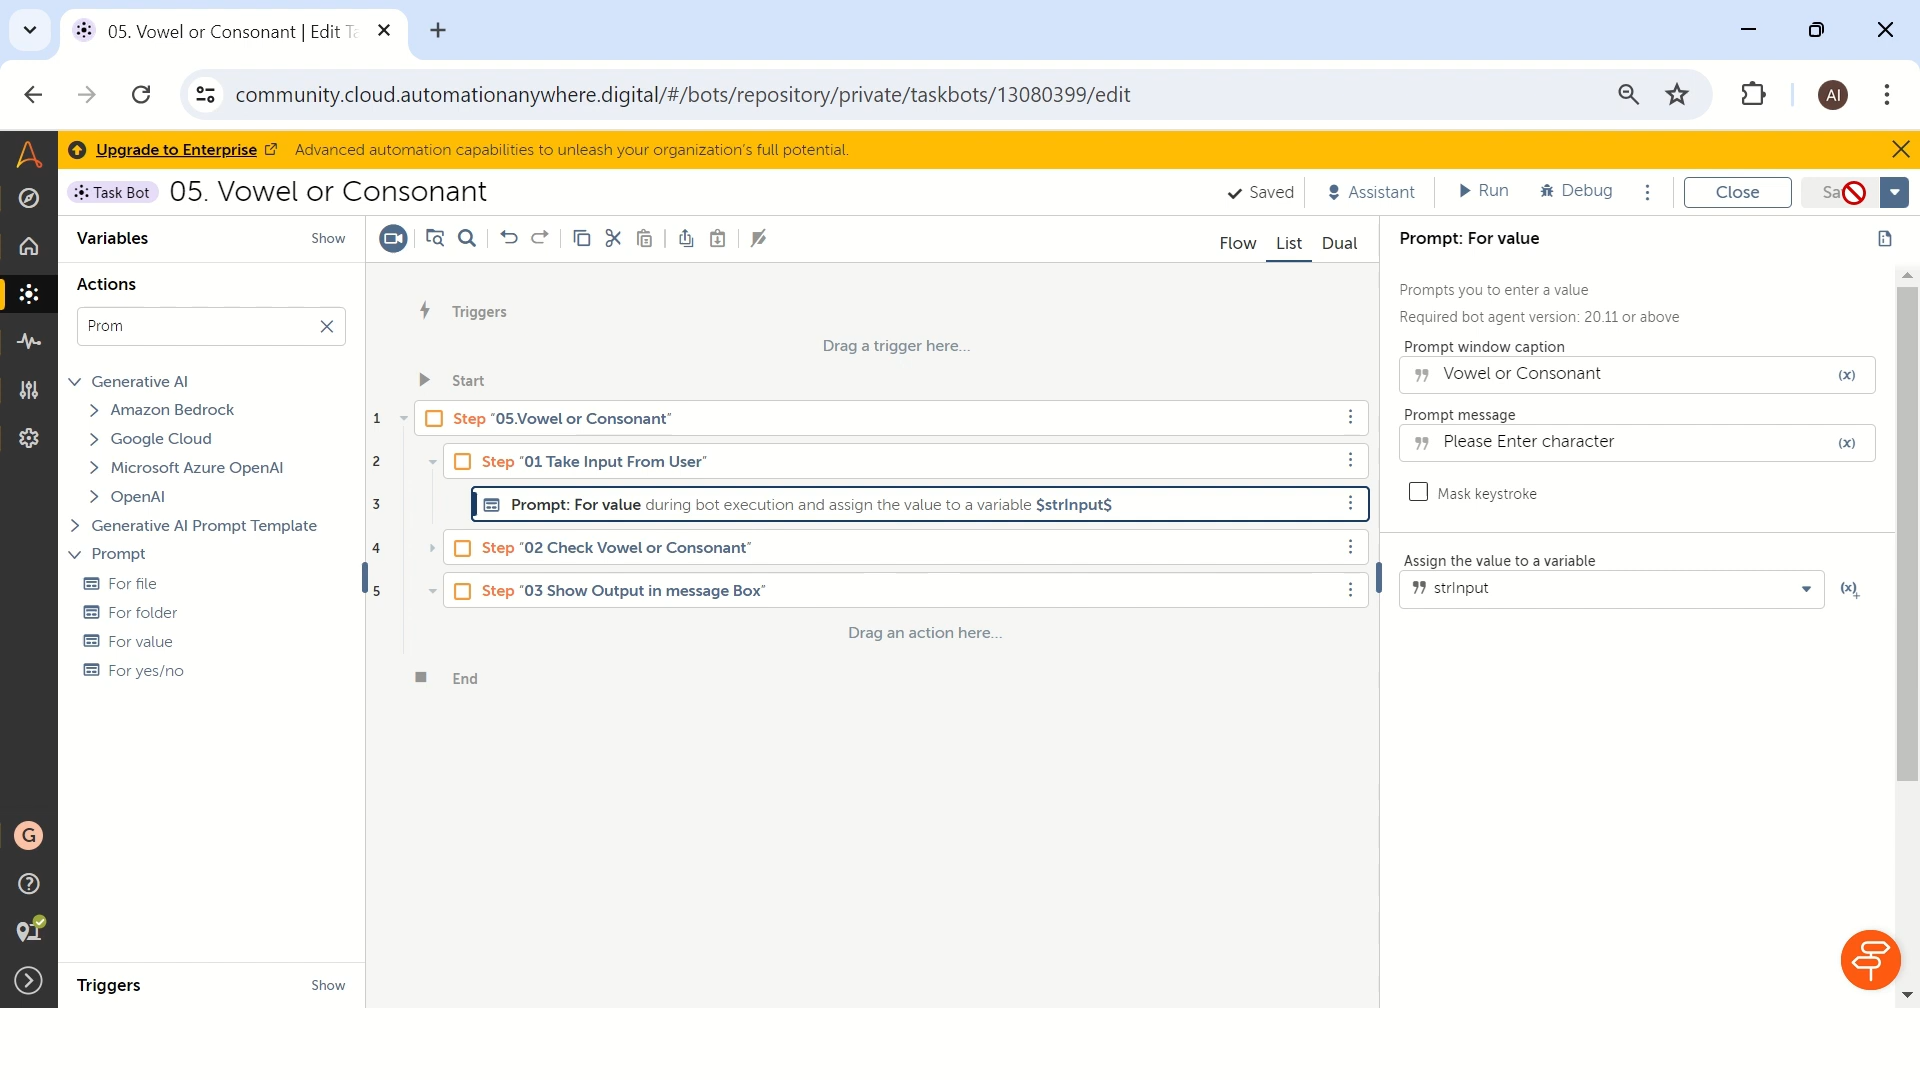 05. Vowel or Consonant | Edit Ta
community.cloud.automationanywhere.digital/#/bots/repository/private/taskbots/13080399/edit
AI
Upgrade to Enterprise Advanced automation capabilities to unleash your organization's full potential.
Task Bot 05. Vowel or Consonant
Saved Assistant Run Debug Close Sa
Variables Show
Flow List Dual
Actions
Prom
Generative AI
Amazon Bedrock
Google Cloud
Microsoft Azure OpenAI
OpenAI
Generative AI Prompt Template
Prompt
For file
For folder
For value
For yes/no
G
Triggers Show
Triggers
Drag a trigger here...
Start
1 Step "05.Vowel or Consonant"
2 Step "01 Take Input From User"
3 Prompt: For value during bot execution and assign the value to a variable $strInput$
4 Step "02 Check Vowel or Consonant"
5 Step "03 Show Output in message Box"
Drag an action here...
End
Prompt: For value
Prompts you to enter a value
Required bot agent version: 20.11 or above
Prompt window caption
Vowel or Consonant (x)
Prompt message
Please Enter character (x)
Mask keystroke
Assign the value to a variable
strInput (x)+